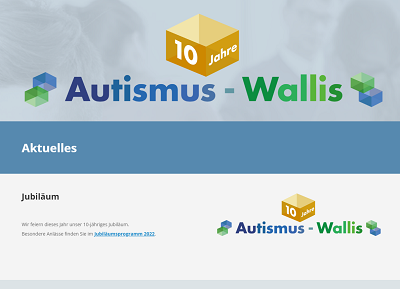 10 Jahre
Autismus - Wallis
Aktuelles
Jubiläum
Wir feiern dieses Jahr unser 10-jähriges Jubiläum.
Besondere Anlässe finden Sie im Jubiläumsprogramm 2022.
10 Jahre
Autismus - Wallis